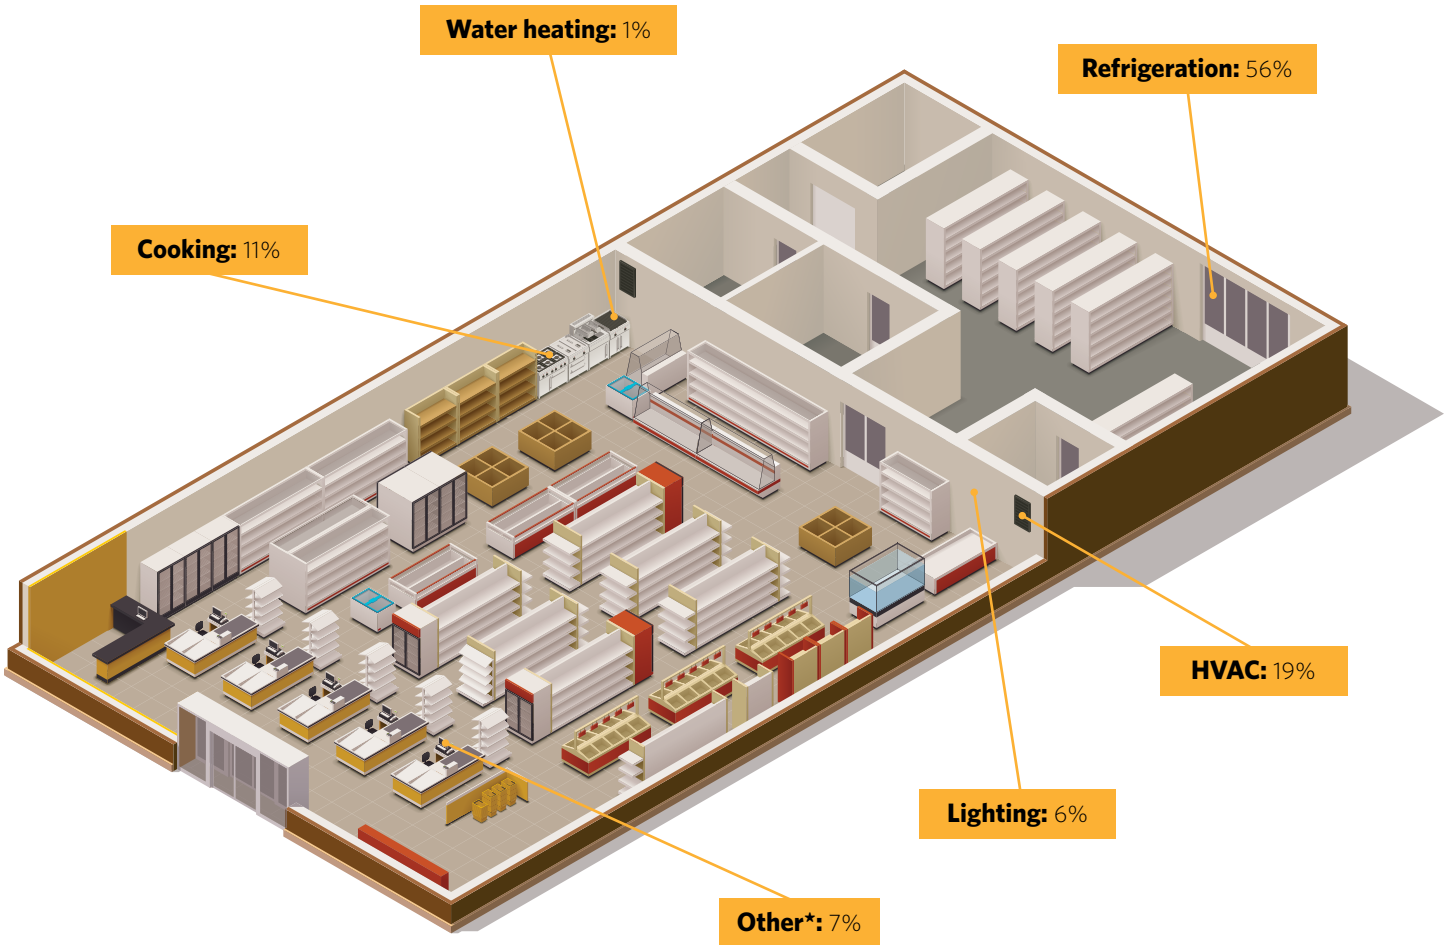 Water heating: 1%
Refrigeration: 56%
Cooking: 11%
HVAC: 19%
Lighting: 6%
Other★: 7%